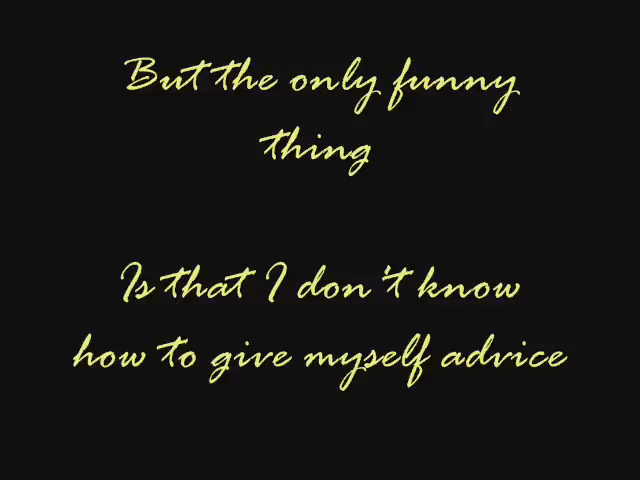 But the only funny
thing
Is that I don't know
how to give myself advice